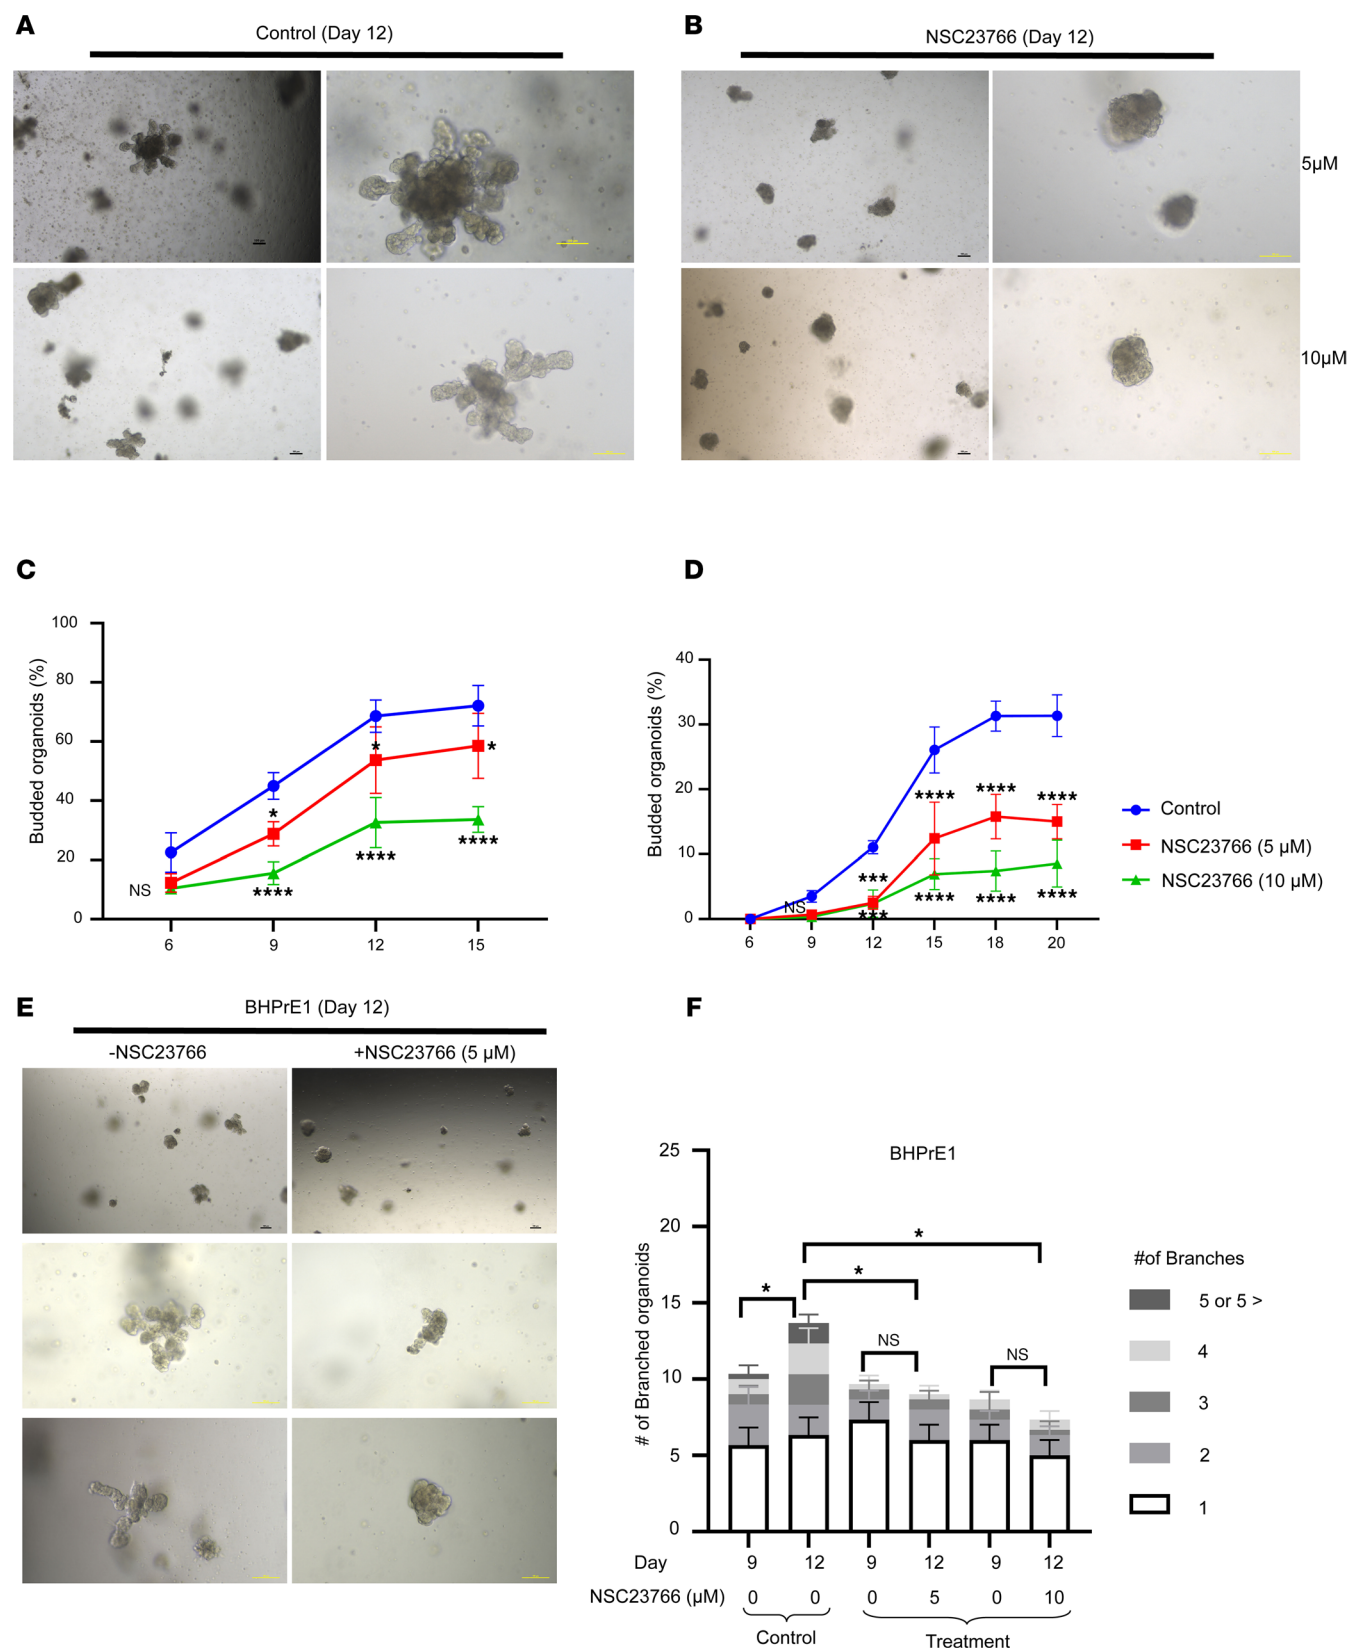 A
Control (Day 12)
B
NSC23766 (Day 12)
5µM
10µM
C
Budded organoids (%)
100
80
60
40
20
0
NS
*
****
*
****
*
****
6 9 12 15
D
Budded organoids (%)
40
30
20
10
0
NS
***
***
****
****
****
****
****
****
6 9 12 15 18 20
Control
NSC23766 (5 µM)
NSC23766 (10 µM)
E
BHPrE1 (Day 12)
-NSC23766 +NSC23766 (5 µM)
F
BHPrE1
# of Branched organoids
25
20
15
10
5
0
*
*
*
NS
NS
#of Branches
5 or 5 >
4
3
2
1
Day 9 12 9 12 9 12
NSC23766 (µM) 0 0 0 5 0 10
Control Treatment